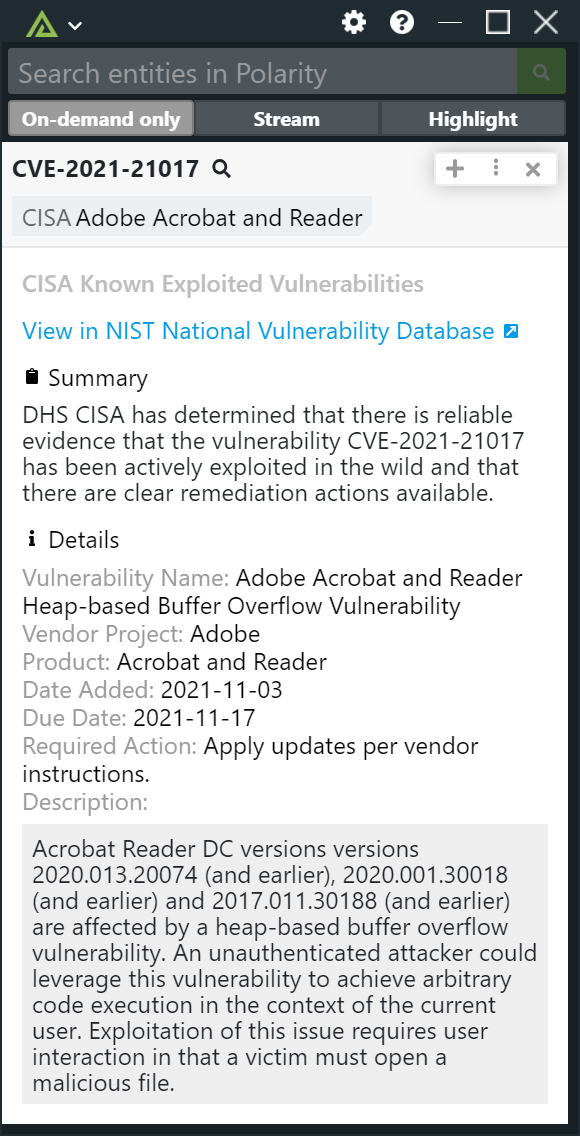 Search entities in Polarity
On-demand only Stream Highlight
CVE-2021-21017
CISA Adobe Acrobat and Reader
CISA Known Exploited Vulnerabilities
View in NIST National Vulnerability Database
Summary
DHS CISA has determined that there is reliable
evidence that the vulnerability CVE-2021-21017
has been actively exploited in the wild and that
there are clear remediation actions available.
Details
Vulnerability Name: Adobe Acrobat and Reader
Heap-based Buffer Overflow Vulnerability
Vendor Project: Adobe
Product: Acrobat and Reader
Date Added: 2021-11-03
Due Date: 2021-11-17
Required Action: Apply updates per vendor
instructions.
Description:
Acrobat Reader DC versions versions
2020.013.20074 (and earlier), 2020.001.30018
(and earlier) and 2017.011.30188 (and earlier)
are affected by a heap-based buffer overflow
vulnerability. An unauthenticated attacker could
leverage this vulnerability to achieve arbitrary
code execution in the context of the current
user. Exploitation of this issue requires user
interaction in that a victim must open a
malicious file.